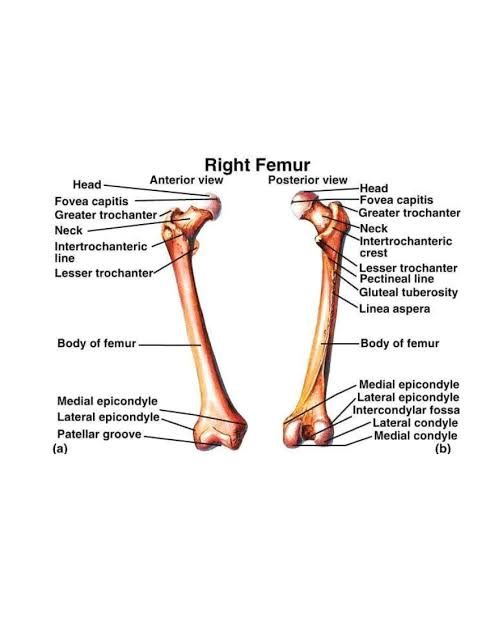 Right Femur
Anterior view
Head
Fovea capitis
Greater trochanter
Neck
Intertrochanteric
line
Lesser trochanter
Body of femur
Medial epicondyle
Lateral epicondyle
Patellar groove
(a)
Posterior view
Head
Fovea capitis
Greater trochanter
Neck
Intertrochanteric
crest
Lesser trochanter
Pectineal line
Gluteal tuberosity
Linea aspera
Body of femur
Medial epicondyle
Lateral epicondyle
Intercondylar fossa
Lateral condyle
Medial condyle
(b)